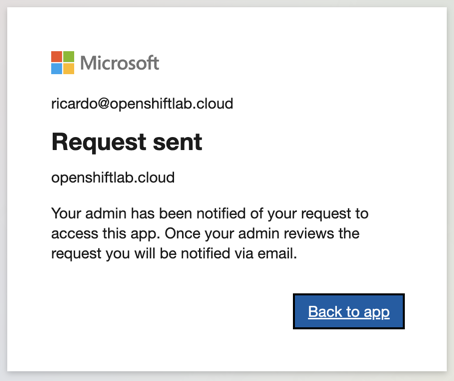 Microsoft
ricardo@openshiftlab.cloud
Request sent
openshiftlab.cloud
Your admin has been notified of your request to
access this app. Once your admin reviews the
request you will be notified via email.
Back to app